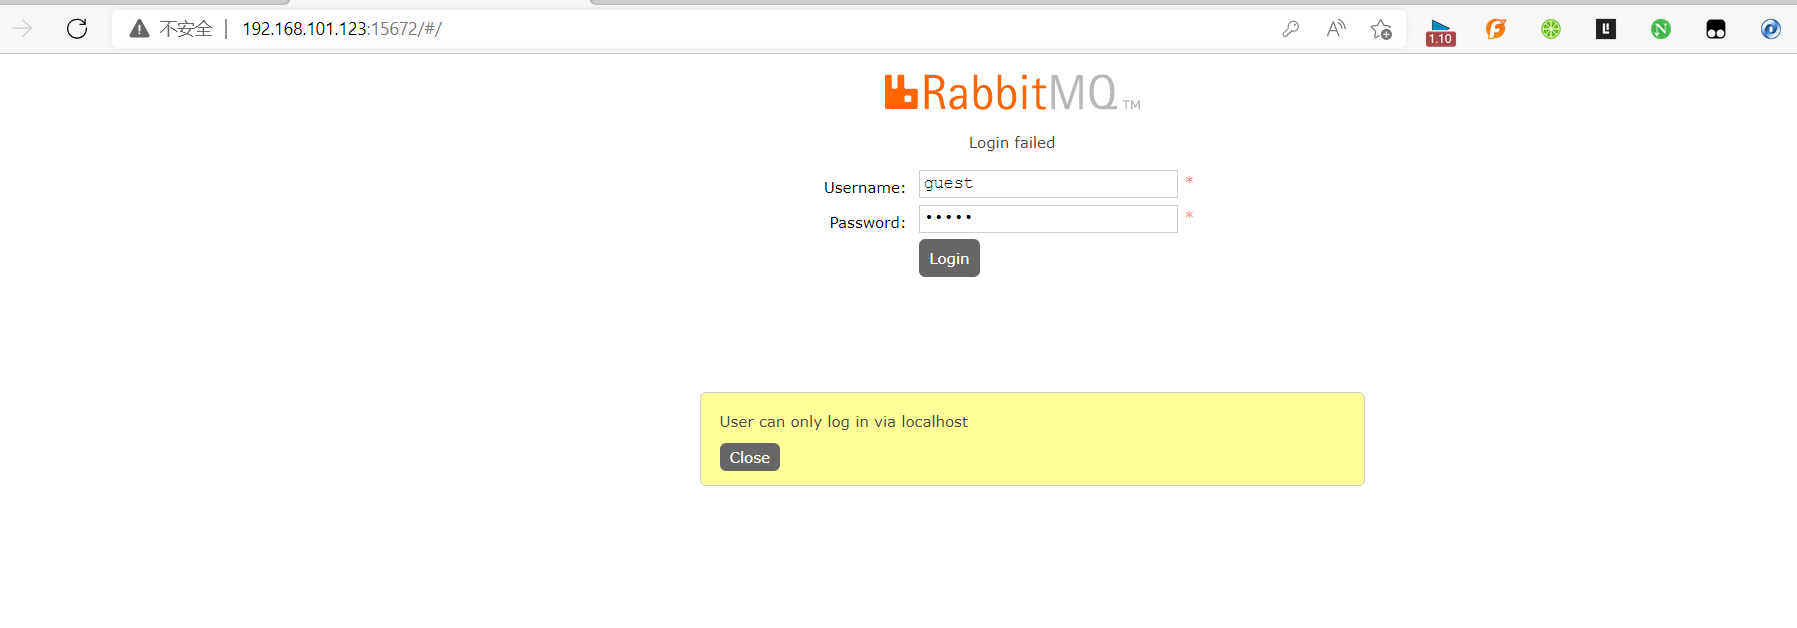 不安全 | 192.168.101.123:15672/#/
1.10
RabbitMQ TM
Login failed
Username: guest *
Password: ••••• *
Login
User can only log in via localhost
Close